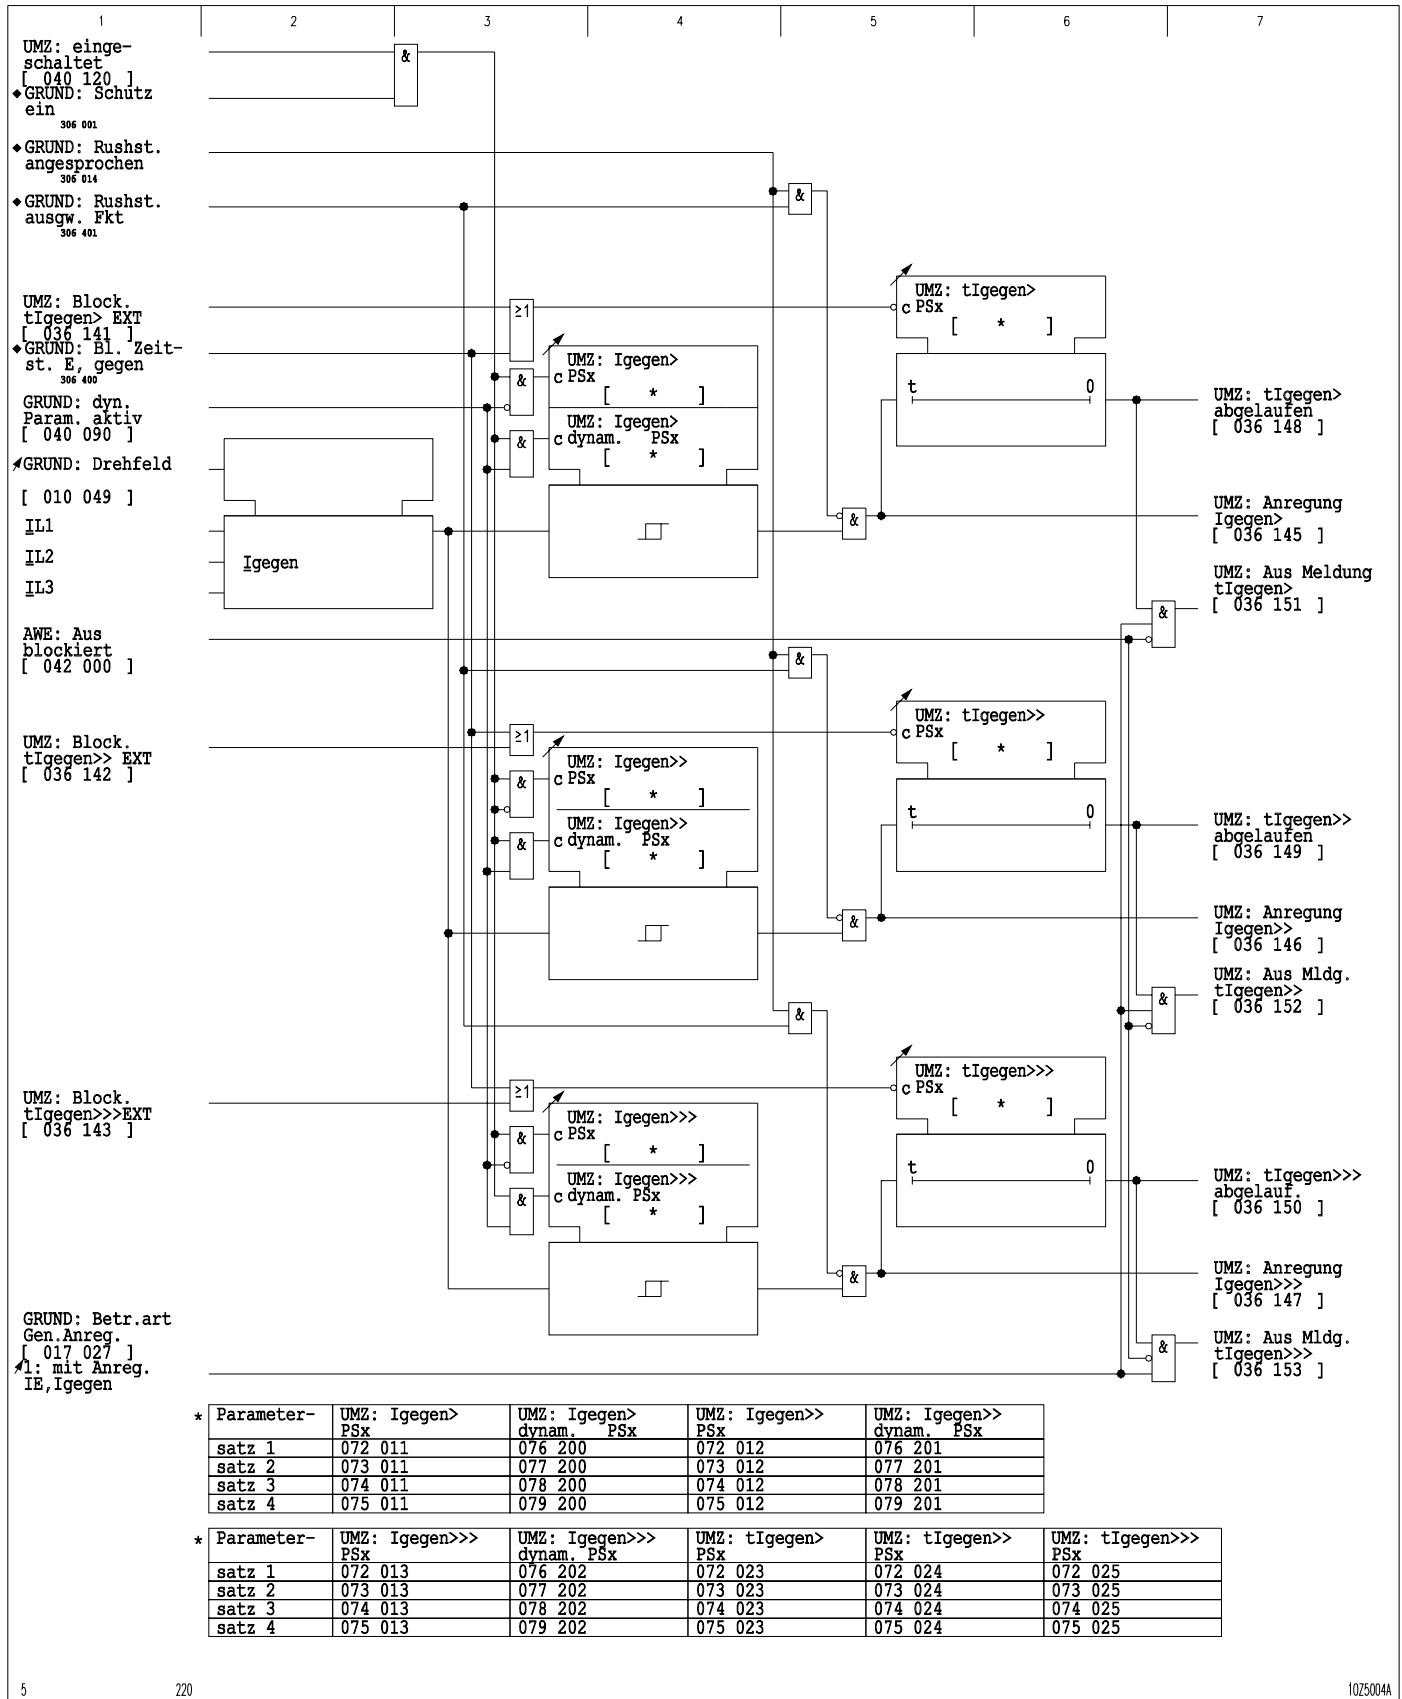 1 2 3 4 5 6 7
UMZ: einge-
schaltet
[ 040 120 ]
◆GRUND: Schutz
ein
306 001
◆GRUND: Rushst.
angesprochen
306 014
◆GRUND: Rushst.
ausgw. Fkt
306 401
UMZ: Block.
tIgegen> EXT
[ 036 141 ]
◆GRUND: Bl. Zeit-
st. E, gegen
306 400
GRUND: dyn.
Param. aktiv
[ 040 090 ]
GRUND: Drehfeld
[ 010 049 ]
IL1
IL2
IL3
Igegen
AWE: Aus
blockiert
[ 042 000 ]
UMZ: Block.
tIgegen>> EXT
[ 036 142 ]
UMZ: Block.
tIgegen>>>EXT
[ 036 143 ]
GRUND: Betr.art
Gen.Anreg.
[ 017 027 ]
1: mit Anreg.
IE,Igegen
&
&
≥1
&
&
UMZ: Igegen>
c PSx
[ * ]
UMZ: Igegen>
c dynam. PSx
[ * ]
UMZ: tIgegen>
c PSx
[ * ]
t 0
&
UMZ: tIgegen>
abgelaufen
[ 036 148 ]
UMZ: Anregung
Igegen>
[ 036 145 ]
UMZ: Aus Meldung
tIgegen>
[ 036 151 ]
&
&
≥1
&
&
UMZ: Igegen>>
c PSx
[ * ]
UMZ: Igegen>>
c dynam. PSx
[ * ]
UMZ: tIgegen>>
c PSx
[ * ]
t 0
&
UMZ: tIgegen>>
abgelaufen
[ 036 149 ]
UMZ: Anregung
Igegen>>
[ 036 146 ]
UMZ: Aus Mldg.
tIgegen>>
[ 036 152 ]
&
&
≥1
&
&
UMZ: Igegen>>>
c PSx
[ * ]
UMZ: Igegen>>>
c dynam. PSx
[ * ]
UMZ: tIgegen>>>
c PSx
[ * ]
t 0
&
UMZ: tIgegen>>>
abgelauf.
[ 036 150 ]
UMZ: Anregung
Igegen>>>
[ 036 147 ]
UMZ: Aus Mldg.
tIgegen>>>
[ 036 153 ]
&
* Parameter- UMZ: Igegen> UMZ: Igegen> UMZ: Igegen>> UMZ: Igegen>>
PSx dynam. PSx PSx dynam. PSx
satz 1 072 011 076 200 072 012 076 201
satz 2 073 011 077 200 073 012 077 201
satz 3 074 011 078 200 074 012 078 201
satz 4 075 011 079 200 075 012 079 201
* Parameter- UMZ: Igegen>>> UMZ: Igegen>>> UMZ: tIgegen> UMZ: tIgegen>> UMZ: tIgegen>>>
PSx dynam. PSx PSx PSx PSx
satz 1 072 013 076 202 072 023 072 024 072 025
satz 2 073 013 077 202 073 023 073 024 073 025
satz 3 074 013 078 202 074 023 074 024 074 025
satz 4 075 013 079 202 075 023 075 024 075 025
5 220 10Z5004A